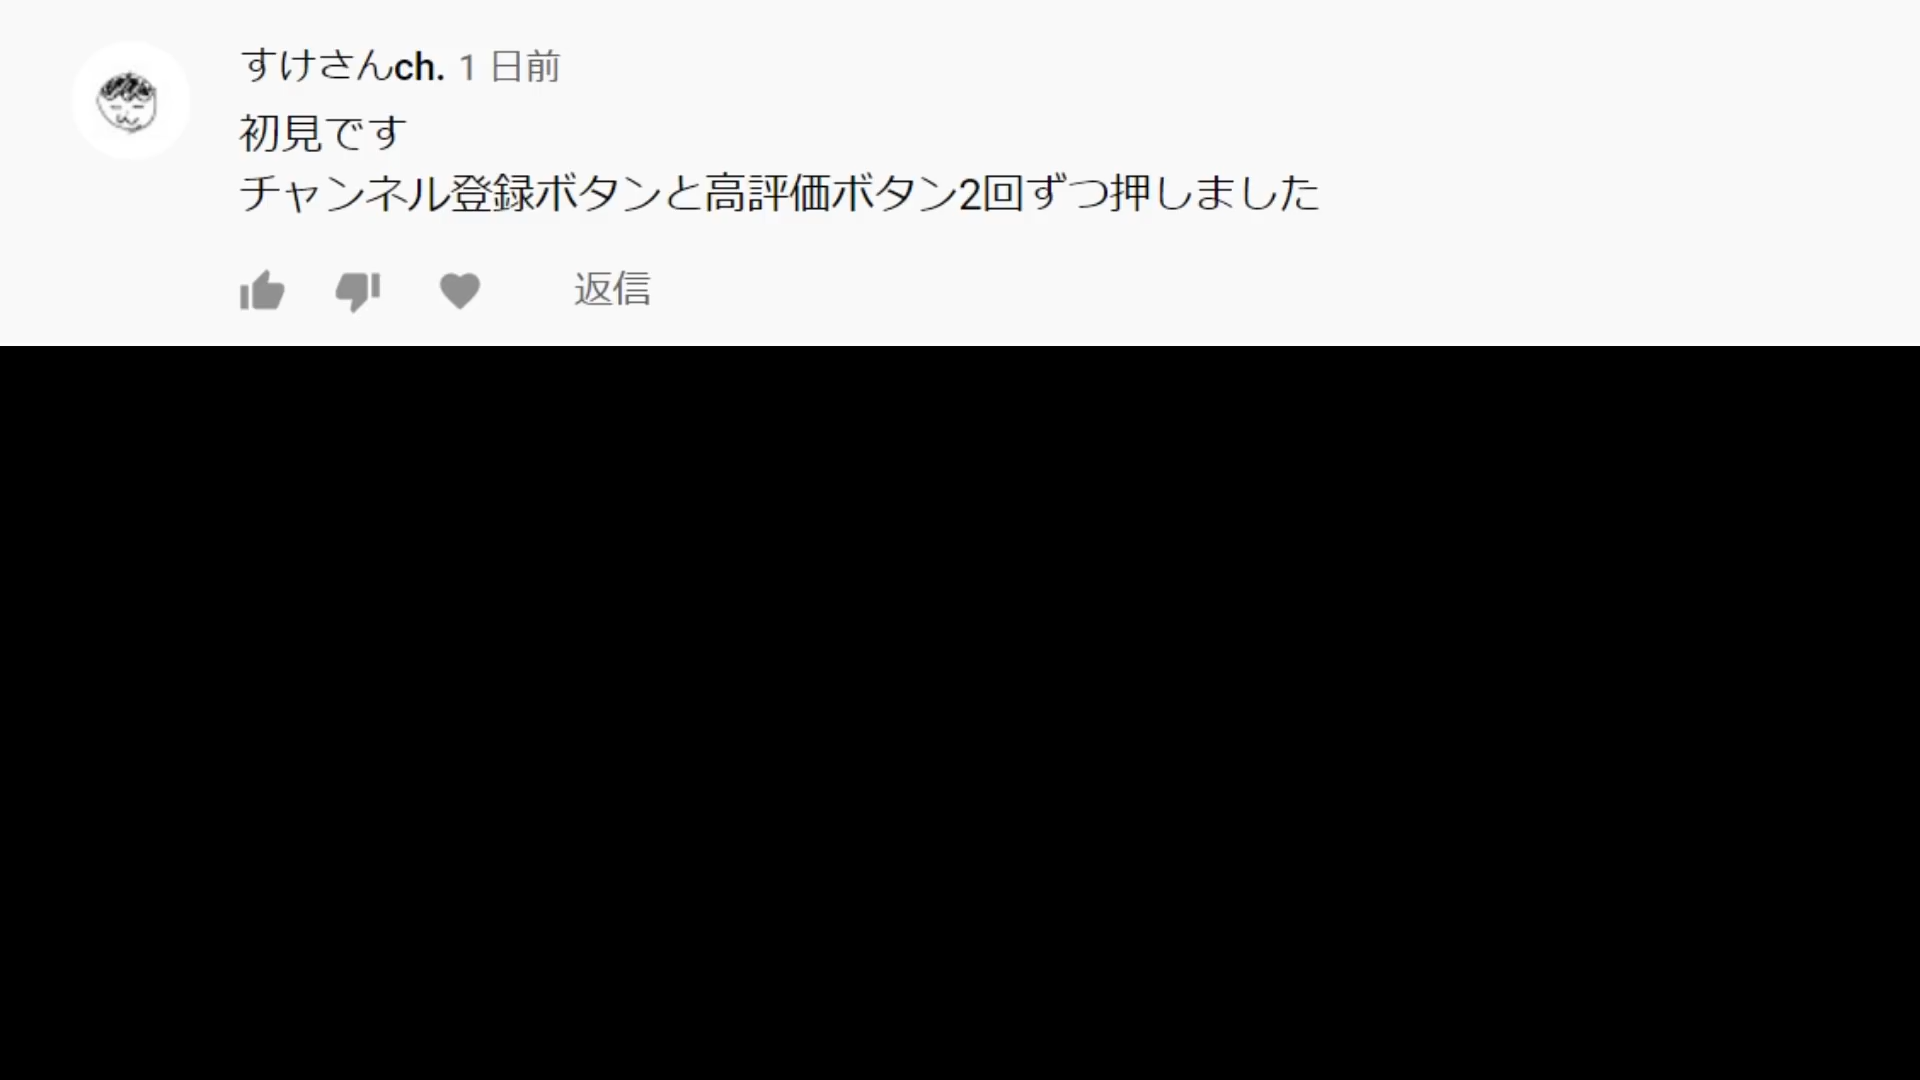 すけさんch. 1 日前
初見です
チャンネル登録ボタンと高評価ボタン2回ずつ押しました
返信